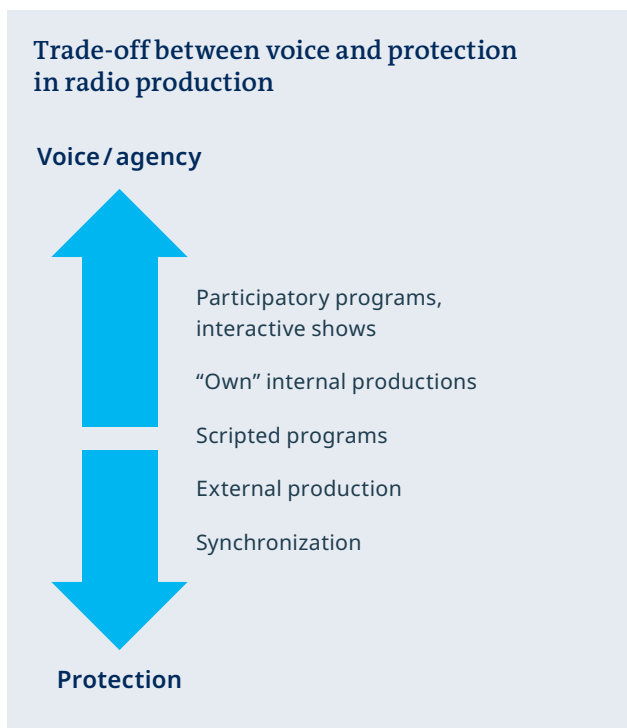 Trade-off between voice and protection
in radio production
Voice / agency
Participatory programs,
interactive shows
“Own” internal productions
Scripted programs
External production
Synchronization
Protection